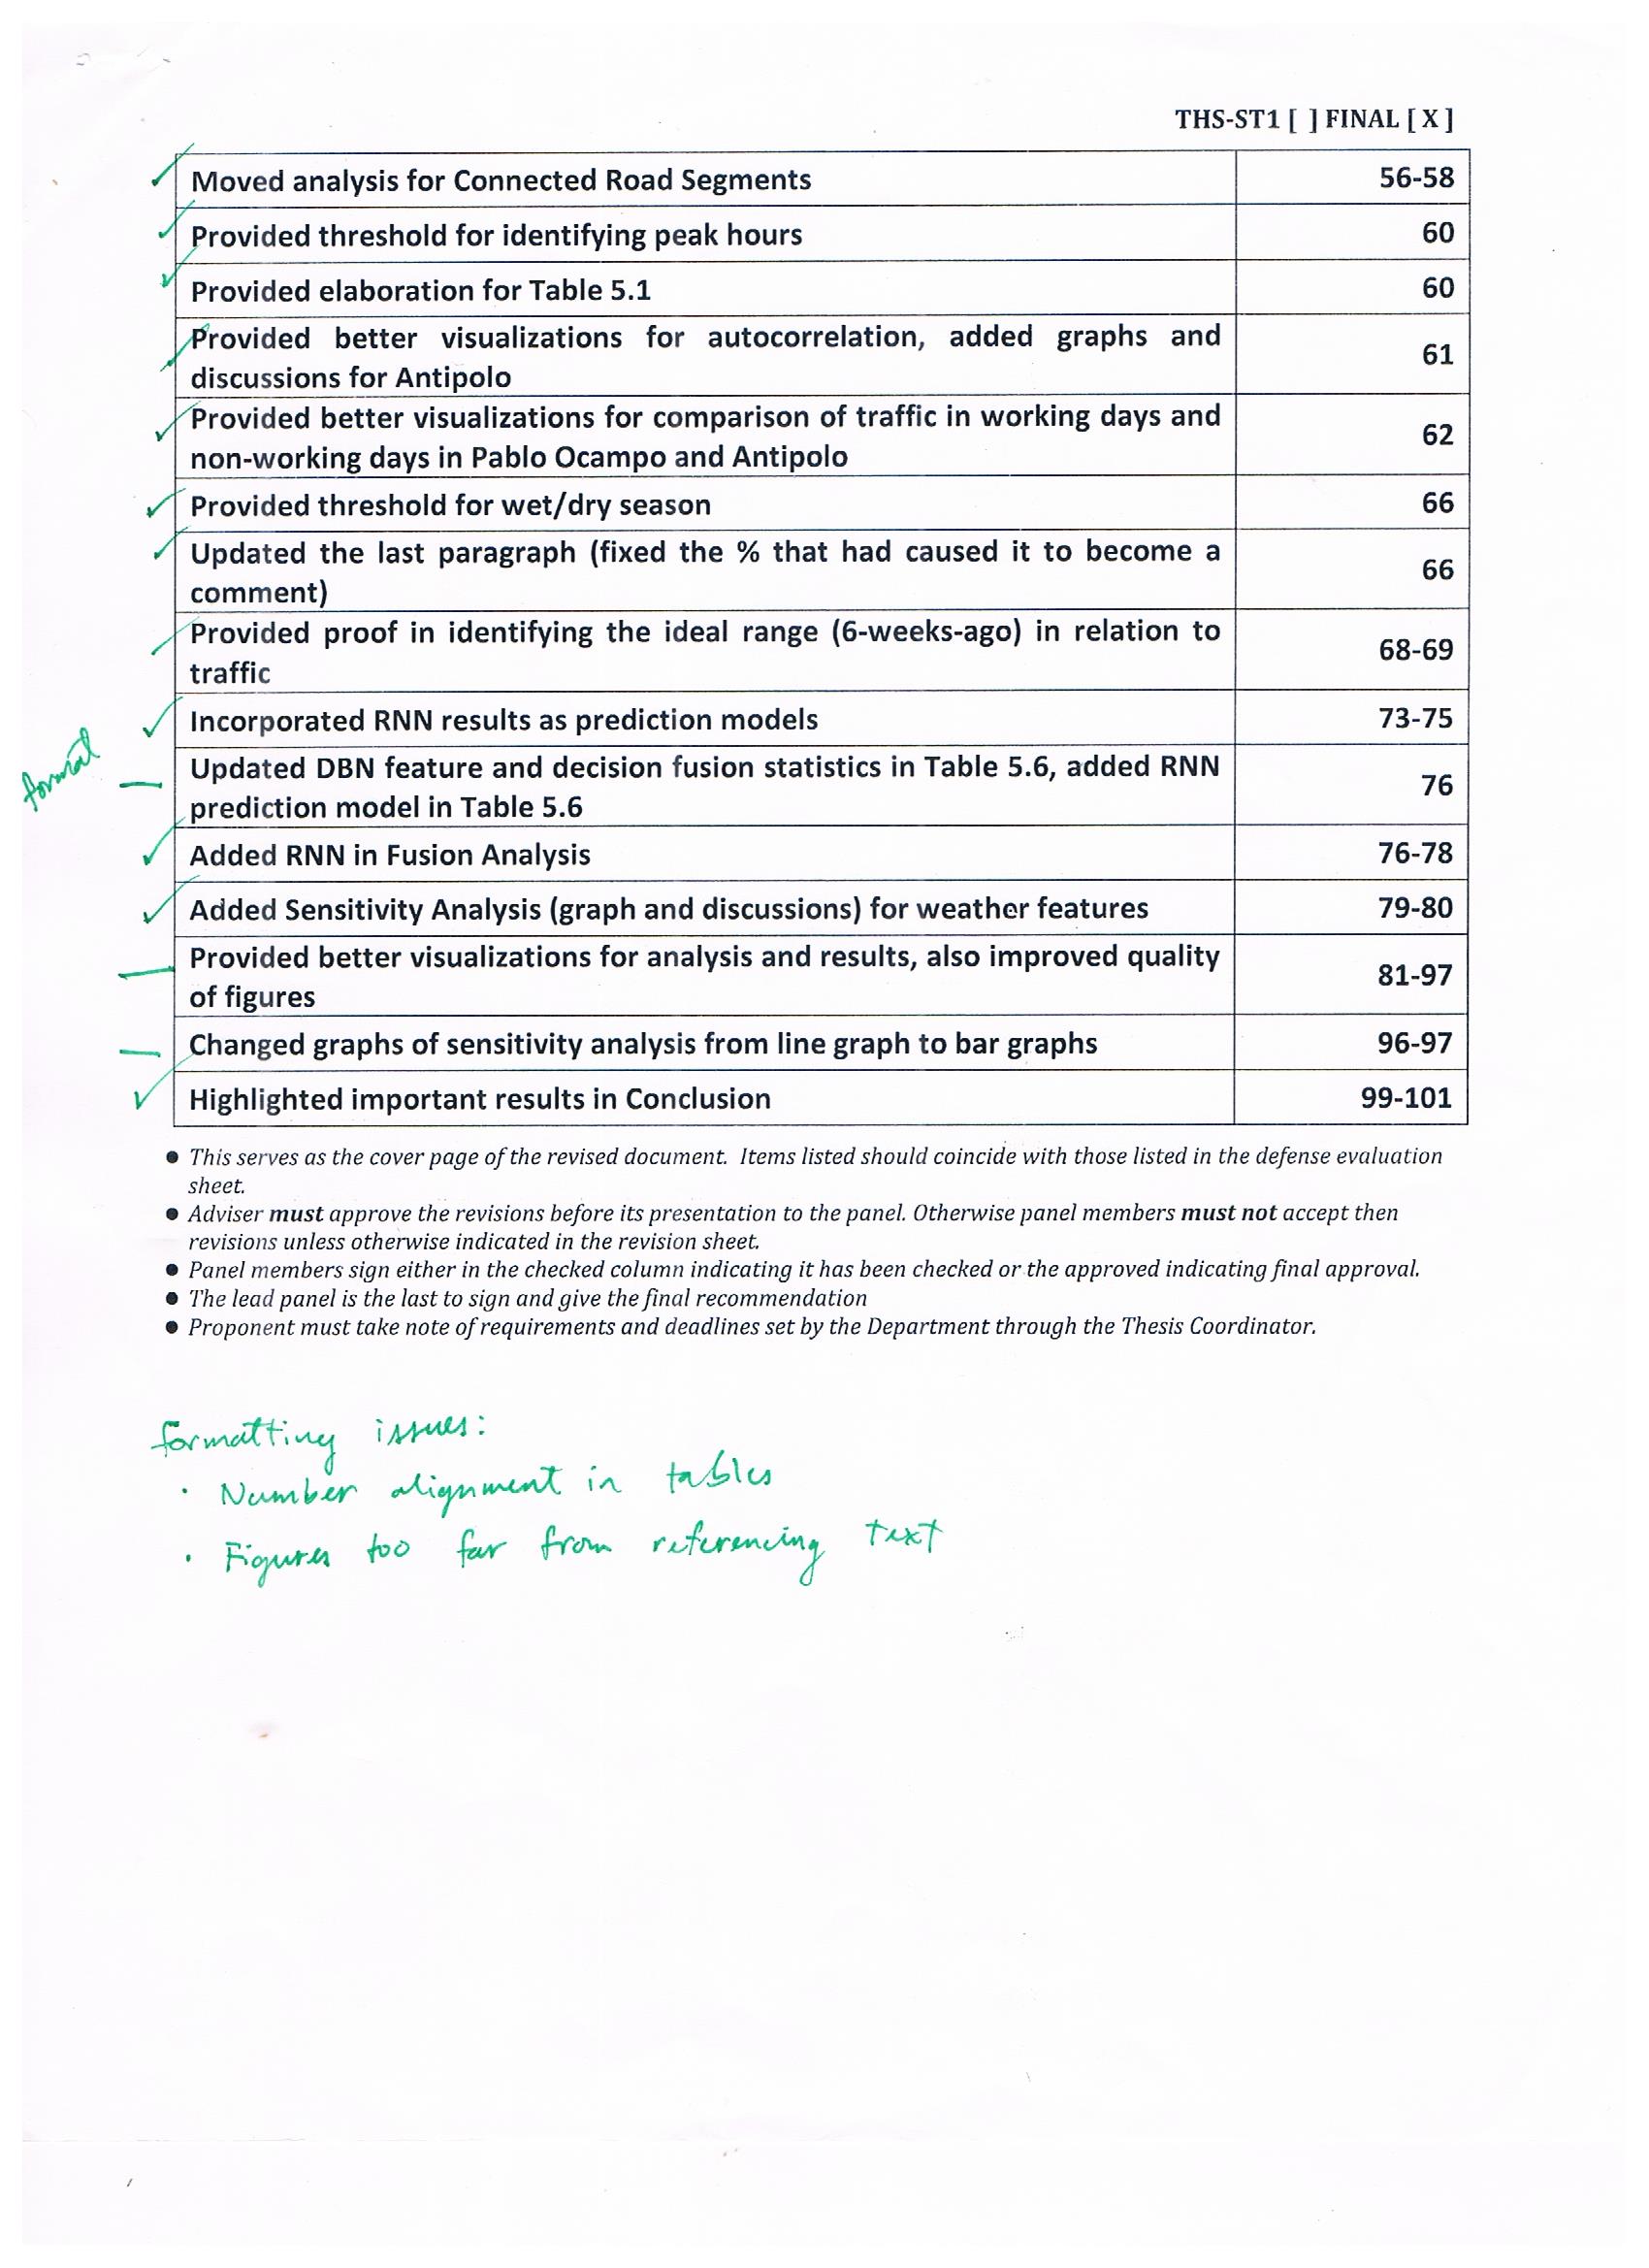 THS-ST1 [ ] FINAL [ X ]
Moved analysis for Connected Road Segments 56-58
Provided threshold for identifying peak hours 60
Provided elaboration for Table 5.1 60
Provided better visualizations for autocorrelation, added graphs and
discussions for Antipolo 61
Provided better visualizations for comparison of traffic in working days and
non-working days in Pablo Ocampo and Antipolo 62
Provided threshold for wet/dry season 66
Updated the last paragraph (fixed the % that had caused it to become a
comment) 66
Provided proof in identifying the ideal range (6-weeks-ago) in relation to
traffic 68-69
Incorporated RNN results as prediction models 73-75
format
Updated DBN feature and decision fusion statistics in Table 5.6, added RNN
prediction model in Table 5.6 76
Added RNN in Fusion Analysis 76-78
Added Sensitivity Analysis (graph and discussions) for weather features 79-80
Provided better visualizations for analysis and results, also improved quality
of figures 81-97
Changed graphs of sensitivity analysis from line graph to bar graphs 96-97
Highlighted important results in Conclusion 99-101
● This serves as the cover page of the revised document. Items listed should coincide with those listed in the defense evaluation
sheet.
● Adviser must approve the revisions before its presentation to the panel. Otherwise panel members must not accept then
revisions unless otherwise indicated in the revision sheet.
● Panel members sign either in the checked column indicating it has been checked or the approved indicating final approval.
● The lead panel is the last to sign and give the final recommendation
● Proponent must take note of requirements and deadlines set by the Department through the Thesis Coordinator.
Formatting issues:
· Number alignment in tables
· Figures too far from referencing text